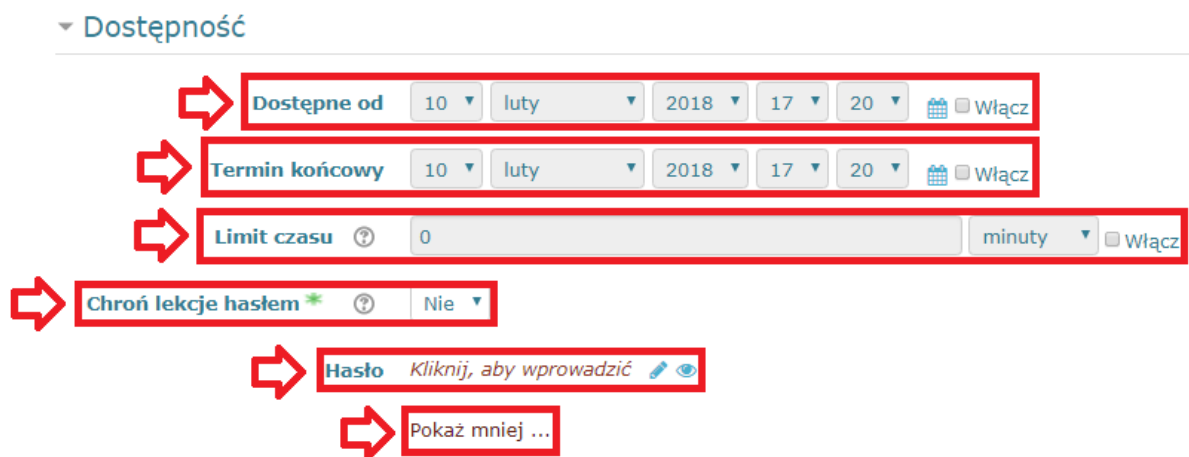 Dostępność
Dostępne od 10 luty 2018 17 20 Włącz
Termin końcowy 10 luty 2018 17 20 Włącz
Limit czasu ? 0 minuty Włącz
Chroń lekcje hasłem * ? Nie
Hasło Kliknij, aby wprowadzić
Pokaż mniej ...